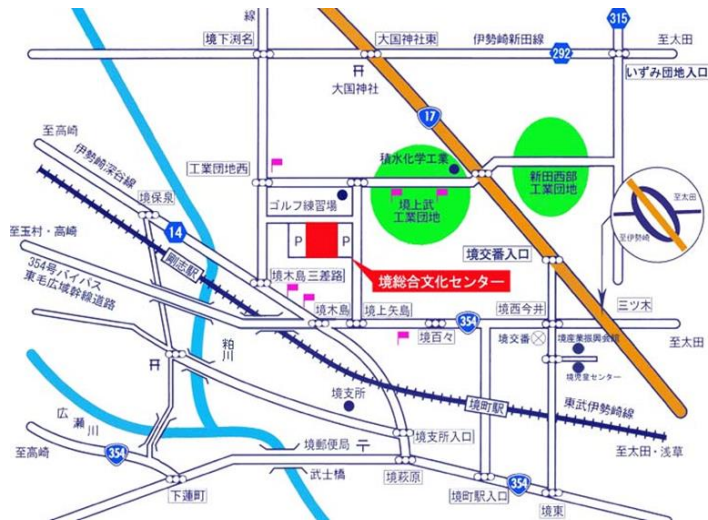 線
315
境下渕名
大国神社東
伊勢崎新田線
292
至太田
いずみ団地入口
大国神社
17
至高崎
伊勢崎深谷線
工業団地西
積水化学工業
新田西部
工業団地
境保泉
ゴルフ練習場
境上武
工業団地
至太田
至伊勢崎
14
至玉村・高崎
剛志駅
P
P
境交番入口
354号バイパス
東毛広域幹線道路
境木島三差路
境総合文化センター
三ツ木
境木島
境上矢島
境百々
354
境西今井
境交番
境産業振興会館
境児童センター
至太田
粕川
境支所
境町駅
東武伊勢崎線
広瀬川
境支所入口
至高崎
354
境郵便局
至太田・浅草
武士橋
下蓮町
境萩原
境町駅入口
354
境東